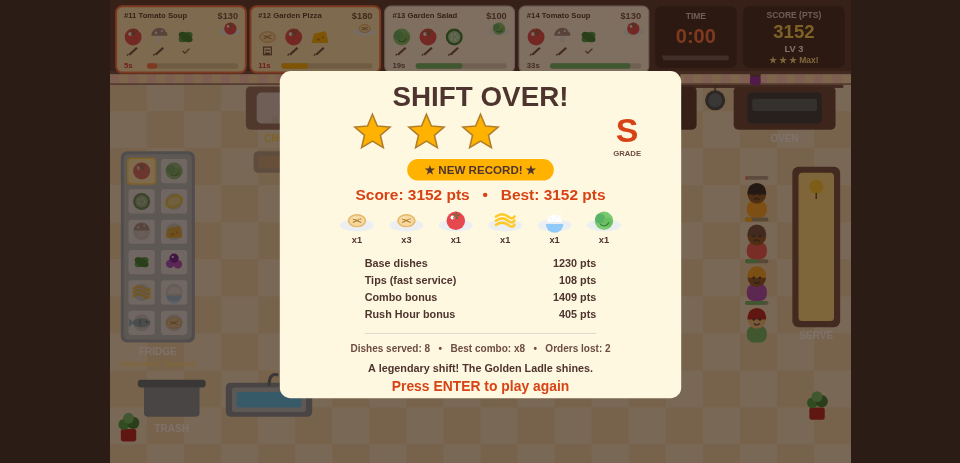 #11 Tomato Soup $130
#12 Garden Pizza $180
#13 Garden Salad $100
#14 Tomato Soup $130
TIME
0:00
SCORE (PTS)
3152
LV 3
★ ★ ★ Max!
5s
11s
19s
33s
SHIFT OVER!
S
GRADE
★ NEW RECORD! ★
Score: 3152 pts • Best: 3152 pts
x1 x3 x1 x1 x1 x1
Base dishes 1230 pts
Tips (fast service) 108 pts
Combo bonus 1409 pts
Rush Hour bonus 405 pts
Dishes served: 8 • Best combo: x8 • Orders lost: 2
A legendary shift! The Golden Ladle shines.
Press ENTER to play again
OVEN
SERVE
FRIDGE
TRASH